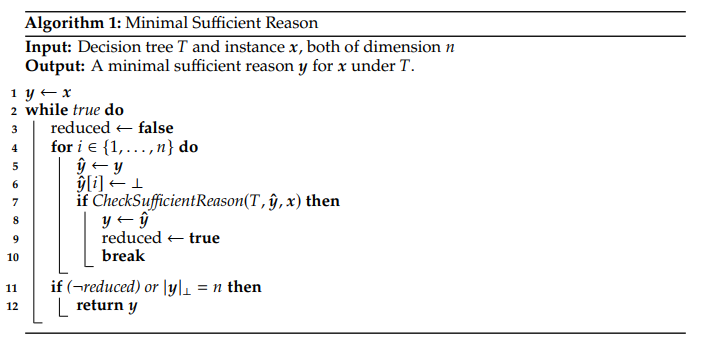 Algorithm 1: Minimal Sufficient Reason
Input: Decision tree T and instance x, both of dimension n
Output: A minimal sufficient reason y for x under T.
1 y ← x
2 while true do
3 reduced ← false
4 for i ∈ {1, . . . , n} do
5 ŷ ← y
6 ŷ[i] ← ⊥
7 if CheckSufficientReason(T, ŷ, x) then
8 y ← ŷ
9 reduced ← true
10 break
11 if (¬reduced) or |y|⊥ = n then
12 return y